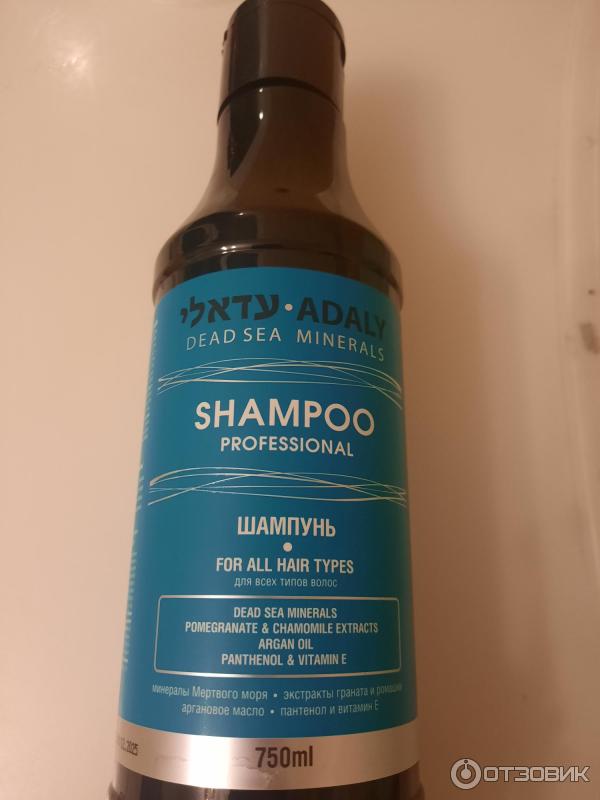 עדאלי · ADALY
DEAD SEA MINERALS
SHAMPOO
PROFESSIONAL
ШАМПУНЬ
•
FOR ALL HAIR TYPES
для всех типов волос
DEAD SEA MINERALS
POMEGRANATE & CHAMOMILE EXTRACTS
ARGAN OIL
PANTHENOL & VITAMIN E
минералы Мертвого моря • экстракты граната и ромашки
аргановое масло • пантенол и витамин Е
2025
750ml
ОТЗОВИК